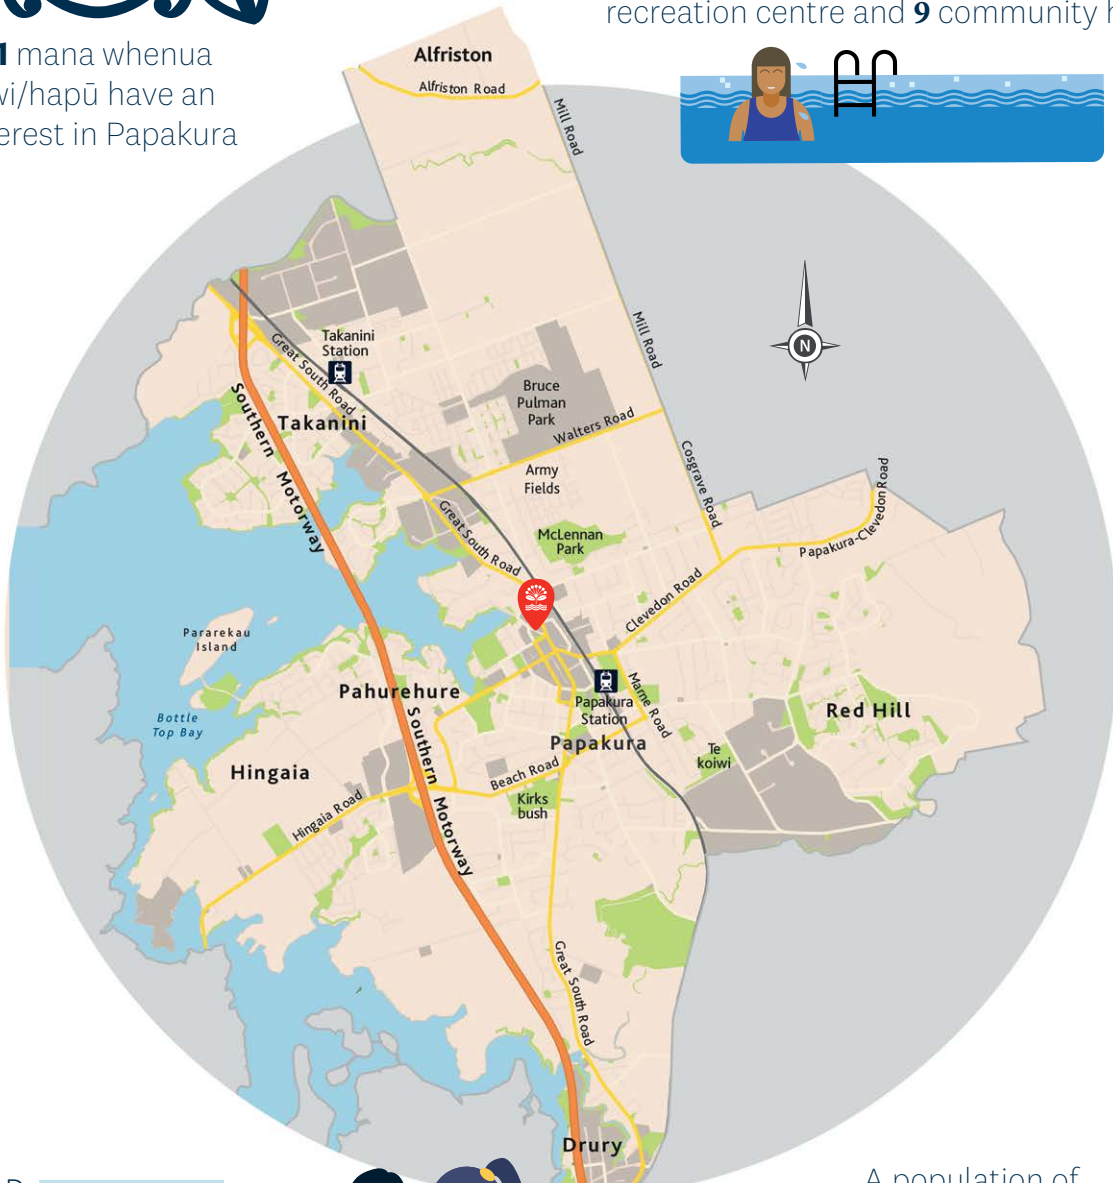 recreation centre and 9 community
1 mana whenua
have an
in Papakura
Alfriston
Alfriston Road
Mill Road
Takanini
Station
Great South Road
Mill Road
N
Bruce
Pulman
Park
Southern Motorway
Takanini
Walters Road
Army
Fields
Cosgrave Road
Papakura-Clevedon Road
Great South Road
McLennan
Park
Clevedon Road
Pararekau
Island
Pahurehure
Marne Road
Papakura
Station
Red Hill
Bottle
Top Bay
Southern Motorway
Papakura
Te
koiwi
Hingaia
Beach Road
Kirks
bush
Hingaia Road
Great South Road
Drury
A population of